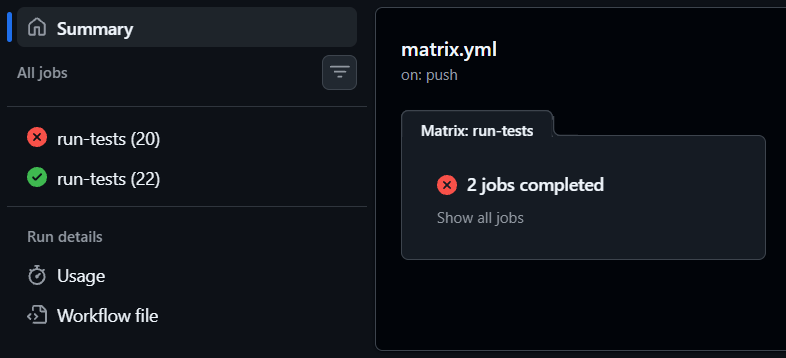 Summary
All jobs
run-tests (20)
run-tests (22)
Run details
Usage
Workflow file
matrix.yml
on: push
Matrix: run-tests
2 jobs completed
Show all jobs